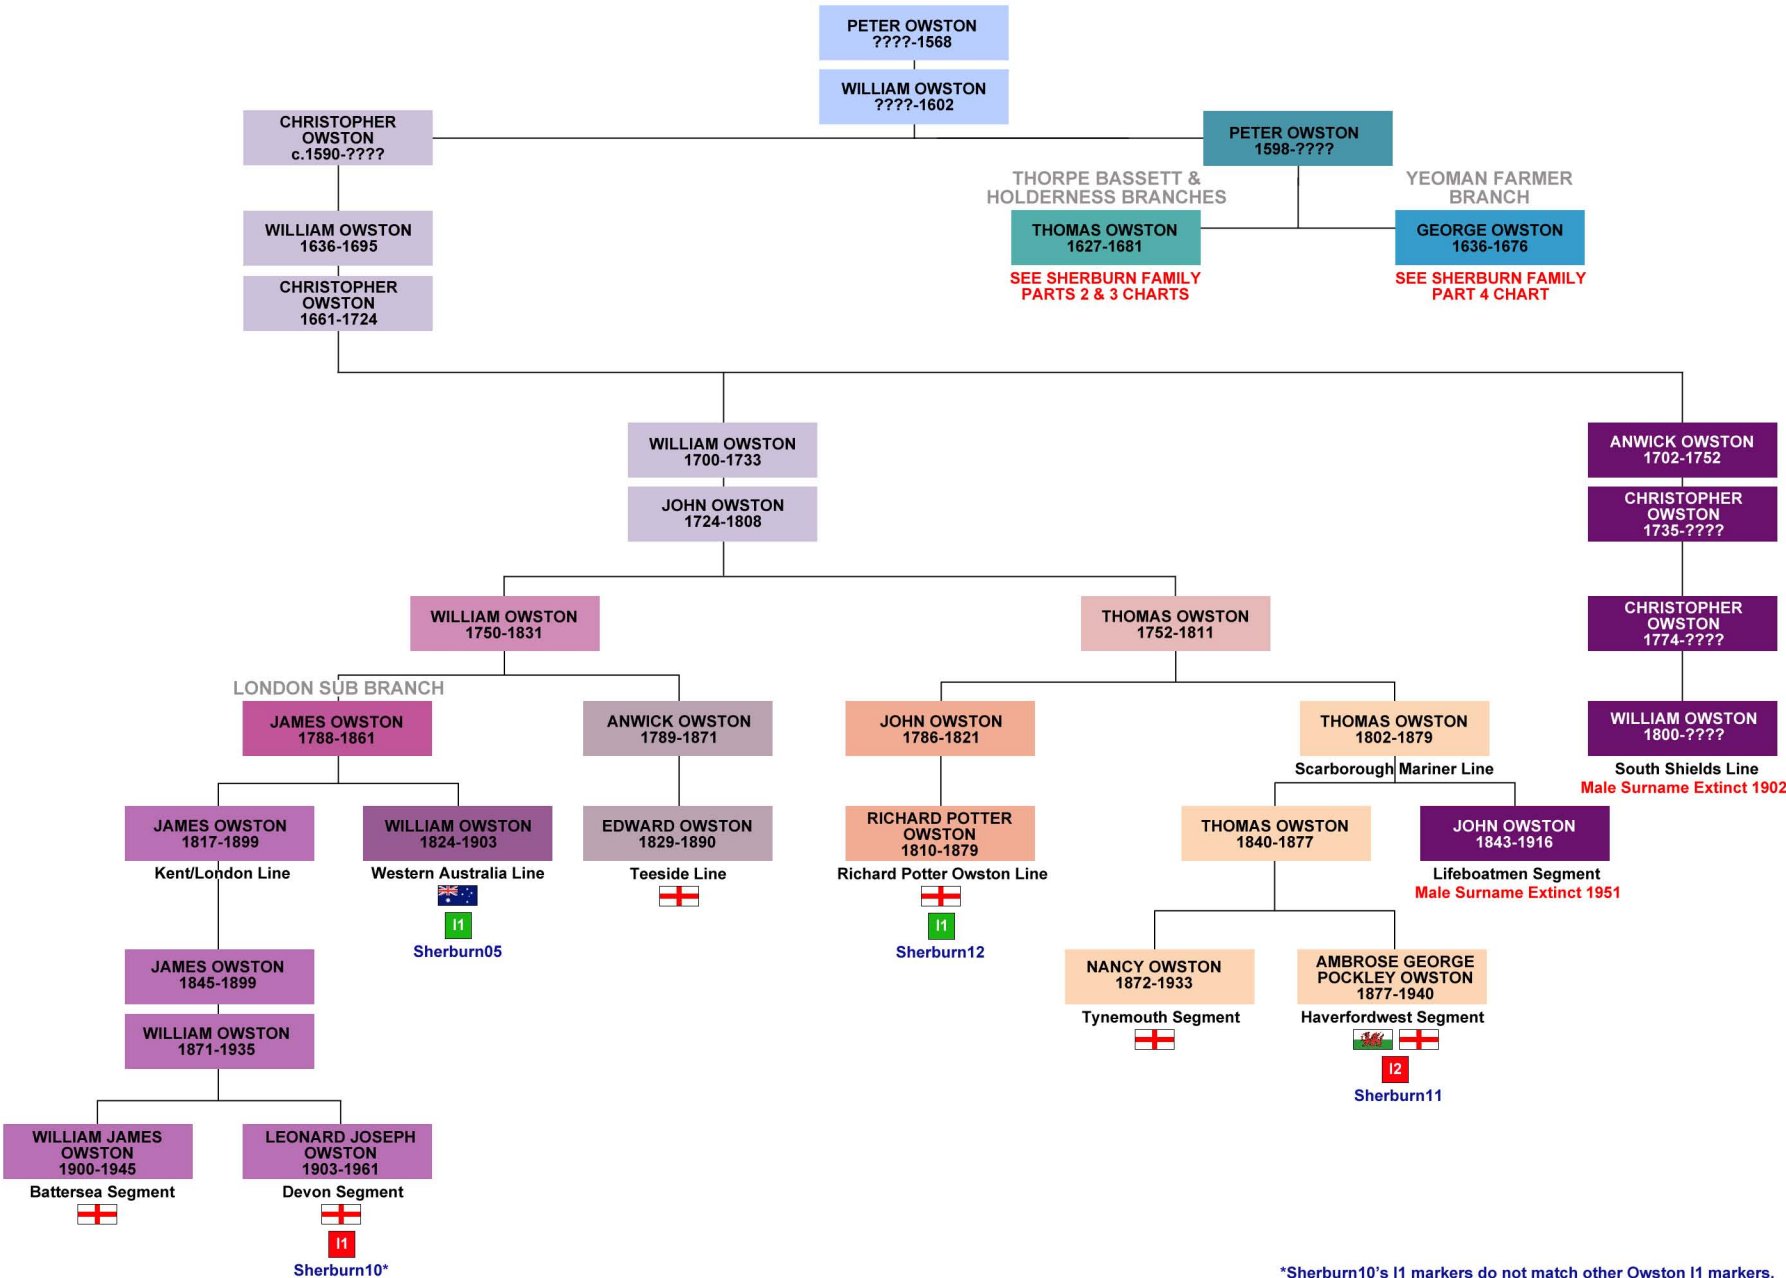 PETER OWSTON
????-1568
WILLIAM OWSTON
????-1602
CHRISTOPHER
OWSTON
c.1590-????
PETER OWSTON
1598-????
THORPE BASSETT &
HOLDERNESS BRANCHES
YEOMAN FARMER
BRANCH
WILLIAM OWSTON
1636-1695
THOMAS OWSTON
1627-1681
GEORGE OWSTON
1636-1676
SEE SHERBURN FAMILY
PARTS 2 & 3 CHARTS
SEE SHERBURN FAMILY
PART 4 CHART
CHRISTOPHER
OWSTON
1661-1724
WILLIAM OWSTON
1700-1733
ANWICK OWSTON
1702-1752
JOHN OWSTON
1724-1808
CHRISTOPHER
OWSTON
1735-????
WILLIAM OWSTON
1750-1831
THOMAS OWSTON
1752-1811
CHRISTOPHER
OWSTON
1774-????
LONDON SUB BRANCH
JAMES OWSTON
1788-1861
ANWICK OWSTON
1789-1871
JOHN OWSTON
1786-1821
THOMAS OWSTON
1802-1879
Scarborough Mariner Line
WILLIAM OWSTON
1800-????
South Shields Line
Male Surname Extinct 1902
JAMES OWSTON
1817-1899
Kent/London Line
WILLIAM OWSTON
1824-1903
Western Australia Line
I1
Sherburn05
EDWARD OWSTON
1829-1890
Teeside Line
RICHARD POTTER
OWSTON
1810-1879
Richard Potter Owston Line
I1
Sherburn12
THOMAS OWSTON
1840-1877
JOHN OWSTON
1843-1916
Lifeboatmen Segment
Male Surname Extinct 1951
JAMES OWSTON
1845-1899
NANCY OWSTON
1872-1933
Tynemouth Segment
AMBROSE GEORGE
POCKLEY OWSTON
1877-1940
Haverfordwest Segment
I2
Sherburn11
WILLIAM OWSTON
1871-1935
WILLIAM JAMES
OWSTON
1900-1945
Battersea Segment
LEONARD JOSEPH
OWSTON
1903-1961
Devon Segment
I1
Sherburn10*
*Sherburn10's I1 markers do not match other Owston I1 markers.